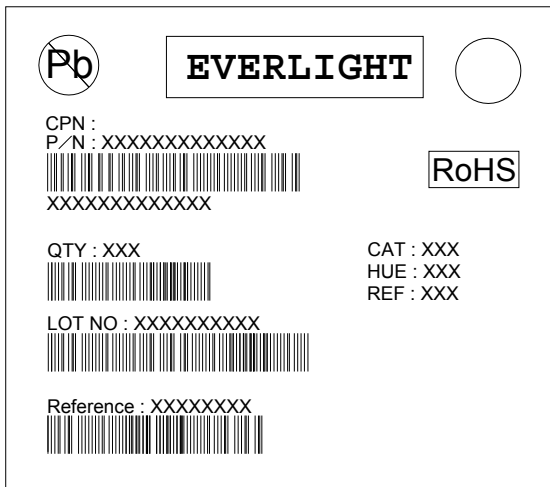 Pb
EVERLIGHT
CPN :
P/N : XXXXXXXXXXXXX
XXXXXXXXXXXXX
RoHS
QTY : XXX
CAT : XXX
HUE : XXX
REF : XXX
LOT NO : XXXXXXXXXX
Reference : XXXXXXXX